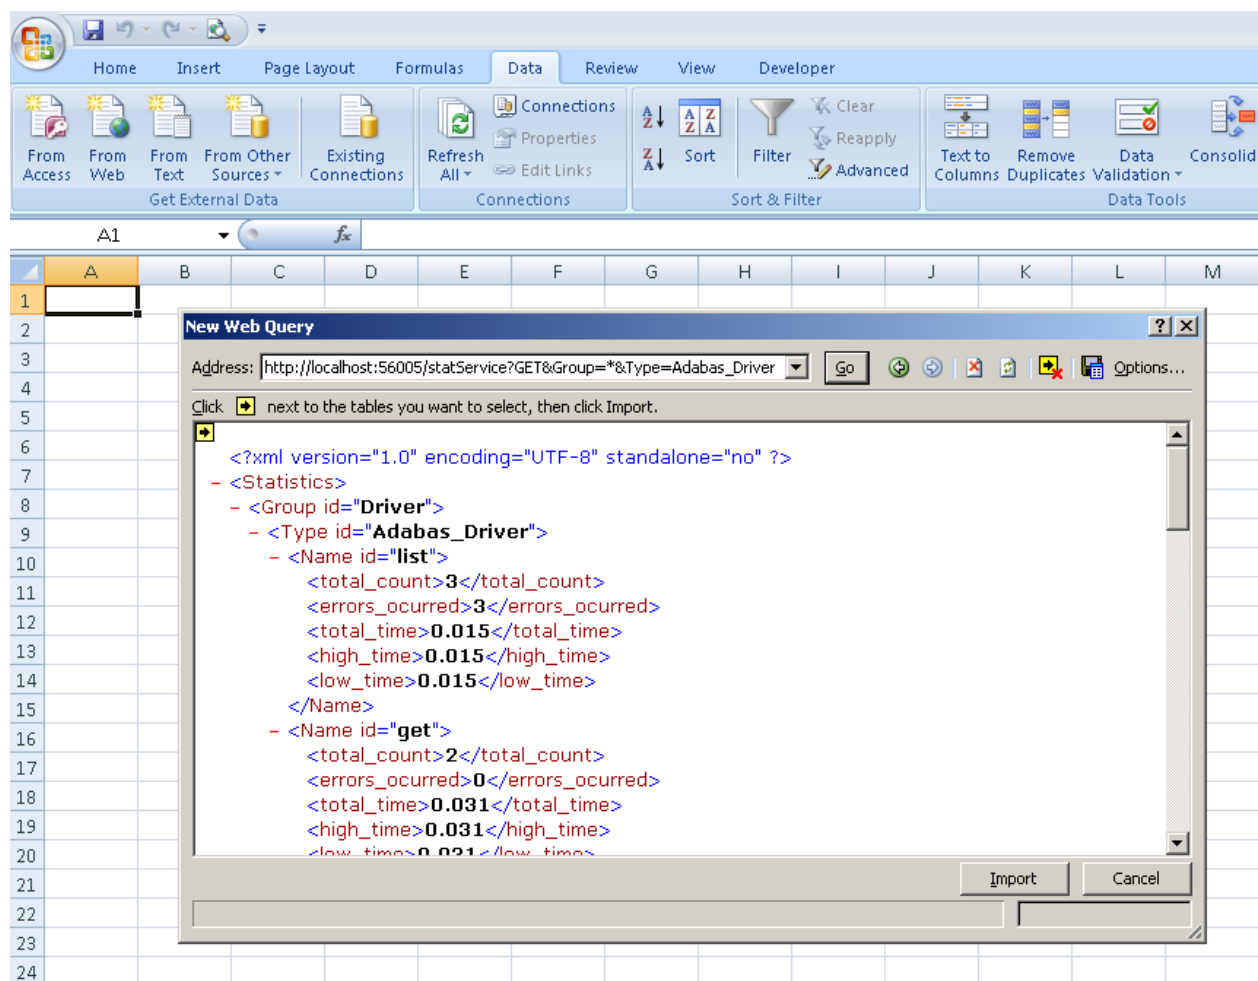 Home Insert Page Layout Formulas Data Review View Developer
From Access
From Web
From Text
From Other Sources
Existing Connections
Get External Data
Refresh All
Connections
Properties
Edit Links
Connections
A Z
Z A
A Z
Z A
Sort
Filter
Clear
Reapply
Advanced
Sort & Filter
Text to Columns
Remove Duplicates
Data Validation
Consolid
Data Tools
A1
fx
A B C D E F G H I J K L M
1
2
3
4
5
6
7
8
9
10
11
12
13
14
15
16
17
18
19
20
21
22
23
24
New Web Query
? X
Address: http://localhost:56005/statService?GET&Group=*&Type=Adabas_Driver Go Options...
Click next to the tables you want to select, then click Import.
<?xml version="1.0" encoding="UTF-8" standalone="no" ?>
- <Statistics>
- <Group id="Driver">
- <Type id="Adabas_Driver">
- <Name id="list">
<total_count>3</total_count>
<errors_ocurred>3</errors_ocurred>
<total_time>0.015</total_time>
<high_time>0.015</high_time>
<low_time>0.015</low_time>
</Name>
- <Name id="get">
<total_count>2</total_count>
<errors_ocurred>0</errors_ocurred>
<total_time>0.031</total_time>
<high_time>0.031</high_time>
<low_time>0.031</low_time>
Import Cancel